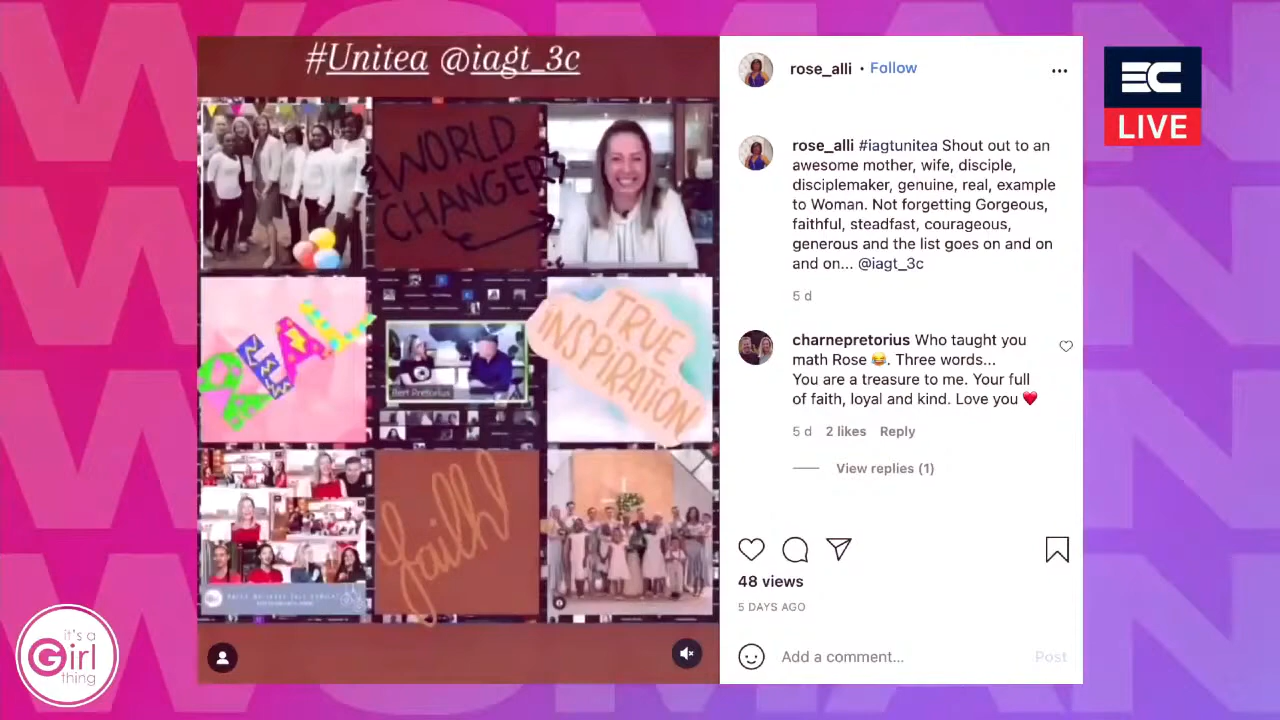 WOMAN
#Unitea @iagt_3c
WORLD
CHANGER
REAL
TRUE
INSPIRATION
Bert Pretorius
faith
rose_alli • Follow
rose_alli #iagtunitea Shout out to an
awesome mother, wife, disciple,
disciplemaker, genuine, real, example
to Woman. Not forgetting Gorgeous,
faithful, steadfast, courageous,
generous and the list goes on and on
and on... @iagt_3c
5 d
charnepretorius Who taught you
math Rose 😂. Three words...
You are a treasure to me. Your full
of faith, loyal and kind. Love you ❤️
5 d 2 likes Reply
View replies (1)
48 views
5 DAYS AGO
Add a comment... Post
EC
LIVE
it's a
Girl
thing